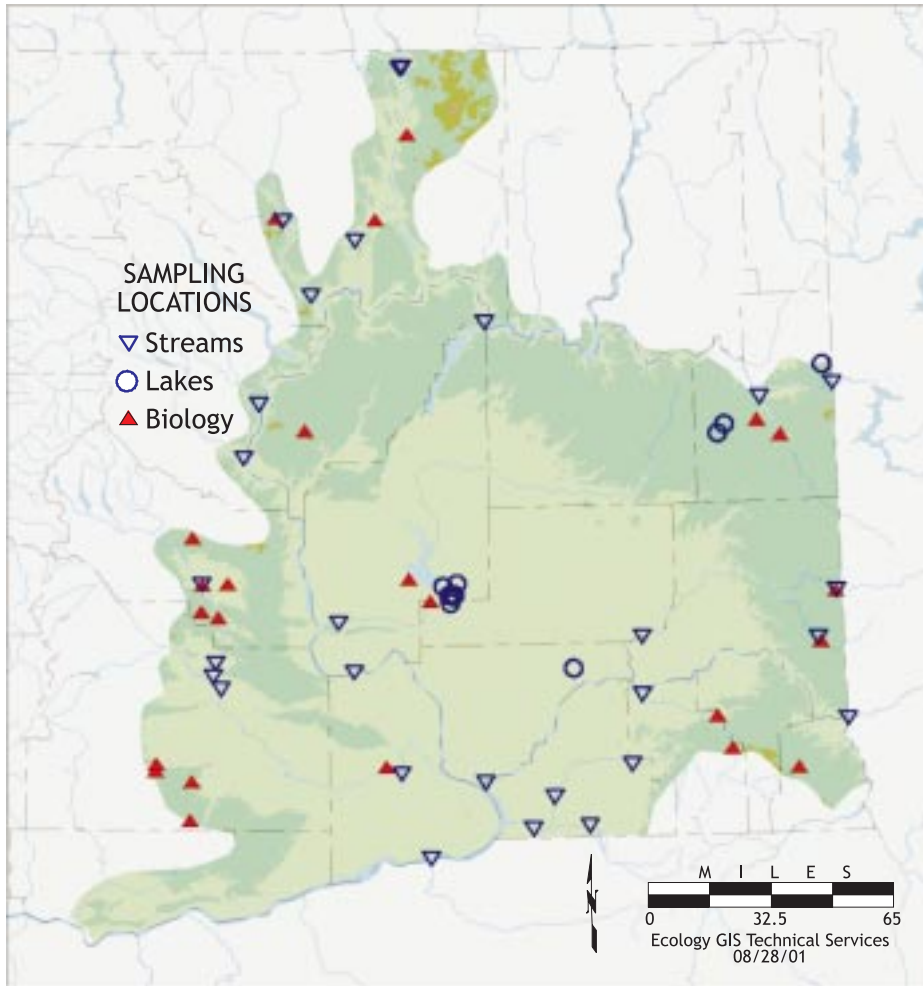 SAMPLING
LOCATIONS
Streams
Lakes
Biology
N
M I L E S
0 32.5 65
Ecology GIS Technical Services
08/28/01